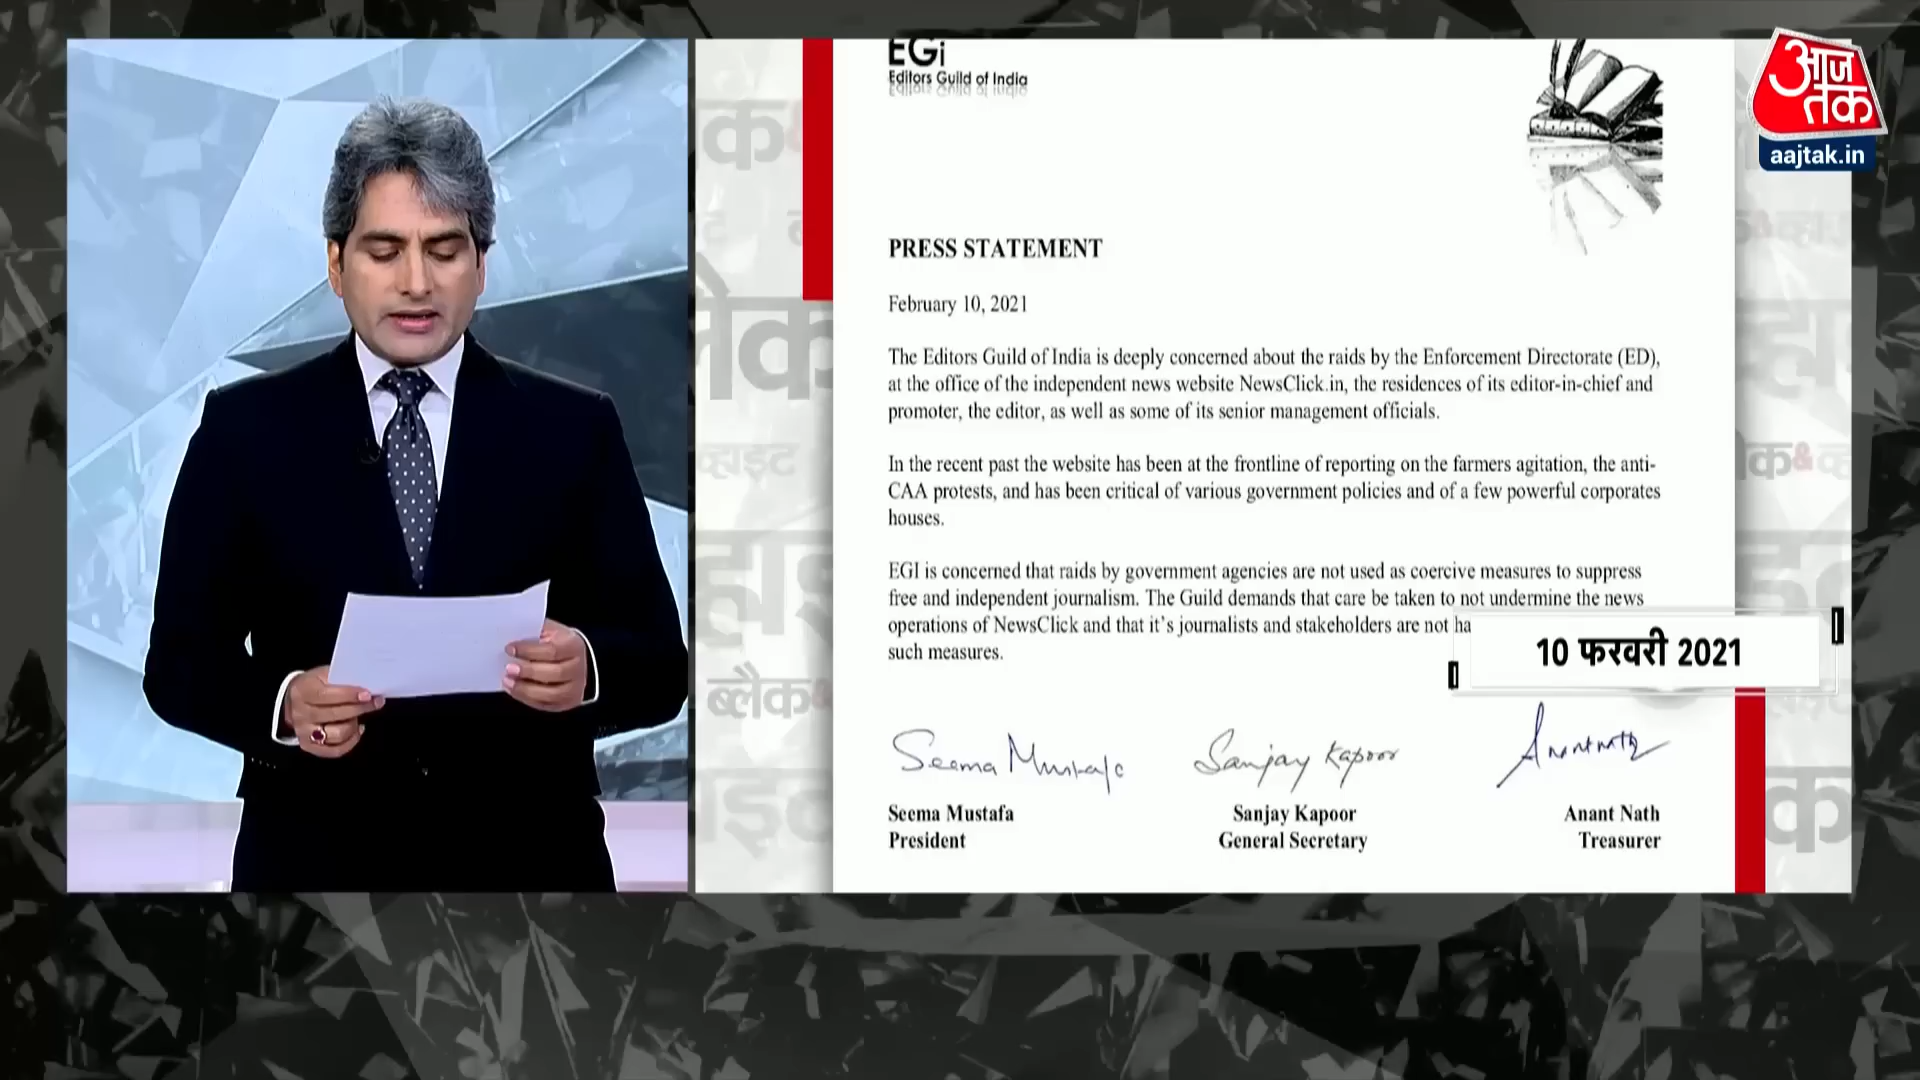 EGi
Editors Guild of India
आज
तक
aajtak.in
PRESS STATEMENT
February 10, 2021
The Editors Guild of India is deeply concerned about the raids by the Enforcement Directorate (ED),
at the office of the independent news website NewsClick.in, the residences of its editor-in-chief and
promoter, the editor, as well as some of its senior management officials.
In the recent past the website has been at the frontline of reporting on the farmers agitation, the anti-
CAA protests, and has been critical of various government policies and of a few powerful corporates
houses.
EGI is concerned that raids by government agencies are not used as coercive measures to suppress
free and independent journalism. The Guild demands that care be taken to not undermine the news
operations of NewsClick and that it's journalists and stakeholders are not ha
such measures.
10 फरवरी 2021
Seema Mustafa
Sanjay Kapoor
Anantnath
Seema Mustafa Sanjay Kapoor Anant Nath
President General Secretary Treasurer
व्हाइट
ब्लैक&